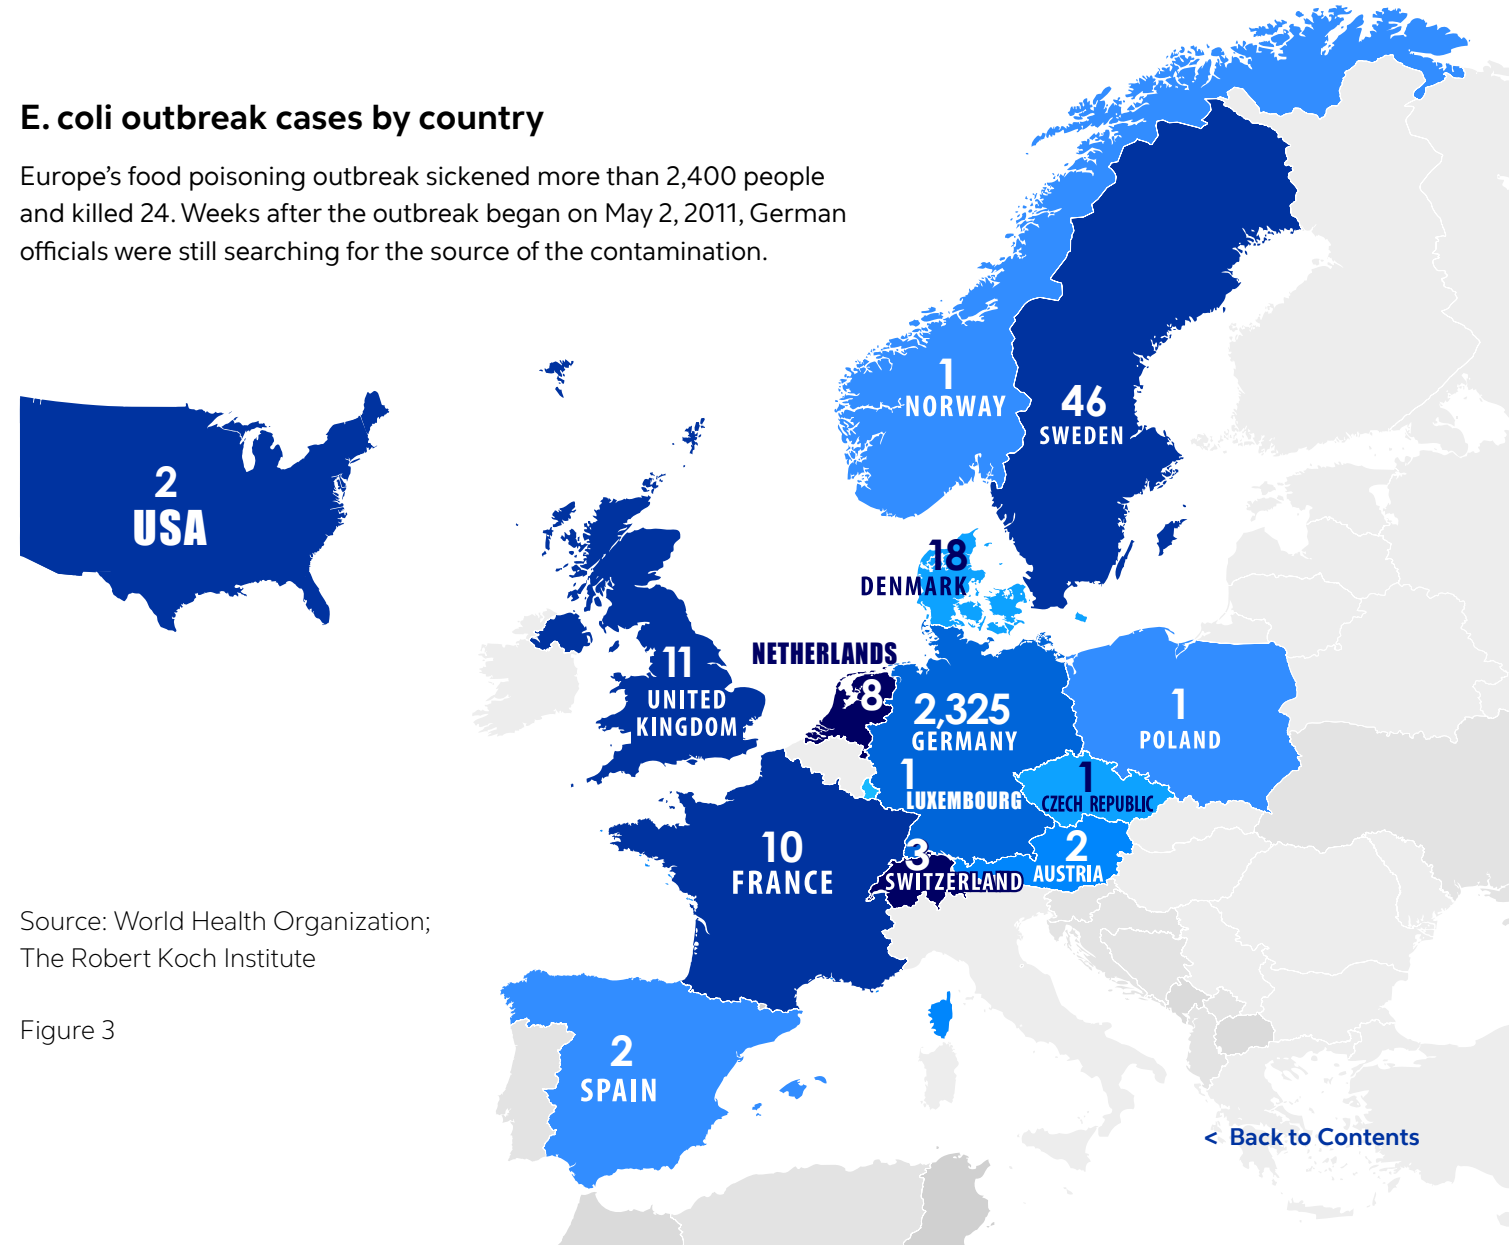 E. coli outbreak cases by country
Europe’s food poisoning outbreak sickened more than 2,400 people
and killed 24. Weeks after the outbreak began on May 2, 2011, German
officials were still searching for the source of the contamination.
1
NORWAY
46
SWEDEN
2
USA
18
DENMARK
11
UNITED
KINGDOM
NETHERLANDS
8
2,325
GERMANY
1
POLAND
1
LUXEMBOURG
1
CZECH REPUBLIC
10
FRANCE
3
SWITZERLAND
2
AUSTRIA
Source: World Health Organization;
The Robert Koch Institute
Figure 3
2
SPAIN
< Back to Contents